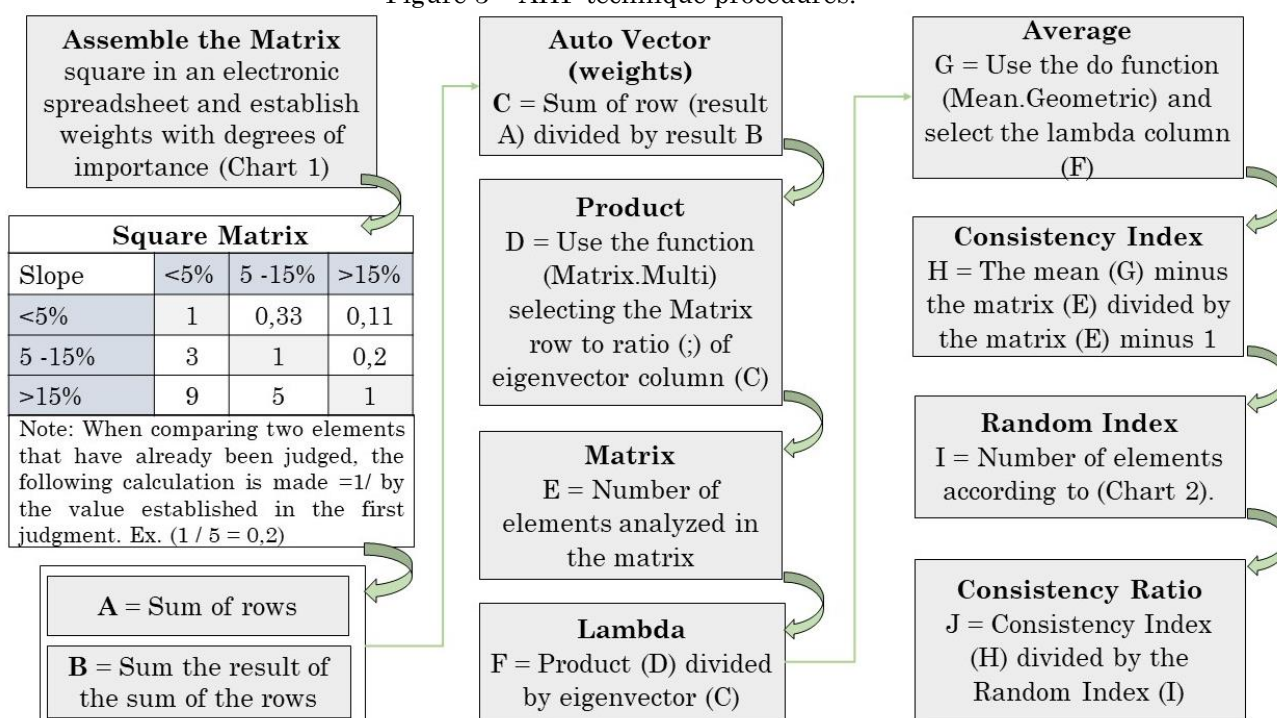 Figure 3 – AHP technique procedures.
Assemble the Matrix
square in an electronic
spreadsheet and establish
weights with degrees of
importance (Chart 1)
Square Matrix
Slope <5% 5 -15% >15%
<5% 1 0,33 0,11
5 -15% 3 1 0,2
>15% 9 5 1
Note: When comparing two elements
that have already been judged, the
following calculation is made =1/ by
the value established in the first
judgment. Ex. (1 / 5 = 0,2)
A = Sum of rows
B = Sum the result of
the sum of the rows
Auto Vector
(weights)
C = Sum of row (result
A) divided by result B
Product
D = Use the function
(Matrix.Multi)
selecting the Matrix
row to ratio (;) of
eigenvector column (C)
Matrix
E = Number of
elements analyzed in
the matrix
Lambda
F = Product (D) divided
by eigenvector (C)
Average
G = Use the do function
(Mean.Geometric) and
select the lambda column
(F)
Consistency Index
H = The mean (G) minus
the matrix (E) divided by
the matrix (E) minus 1
Random Index
I = Number of elements
according to (Chart 2).
Consistency Ratio
J = Consistency Index
(H) divided by the
Random Index (I)